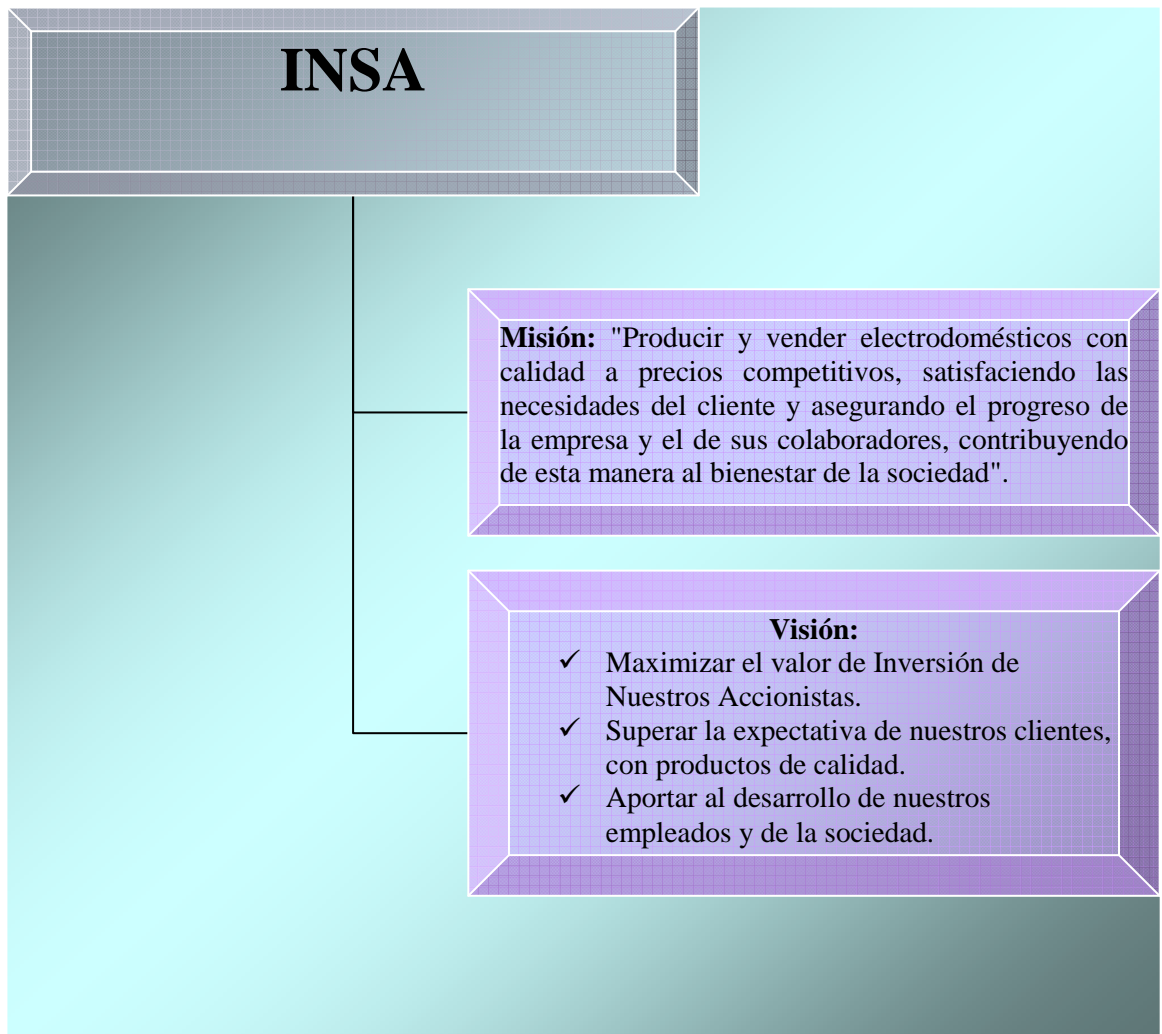 INSA
Misión: "Producir y vender electrodomésticos con
calidad a precios competitivos, satisfaciendo las
necesidades del cliente y asegurando el progreso de
la empresa y el de sus colaboradores, contribuyendo
de esta manera al bienestar de la sociedad".
Visión:
✓ Maximizar el valor de Inversión de
Nuestros Accionistas.
✓ Superar la expectativa de nuestros clientes,
con productos de calidad.
✓ Aportar al desarrollo de nuestros
empleados y de la sociedad.